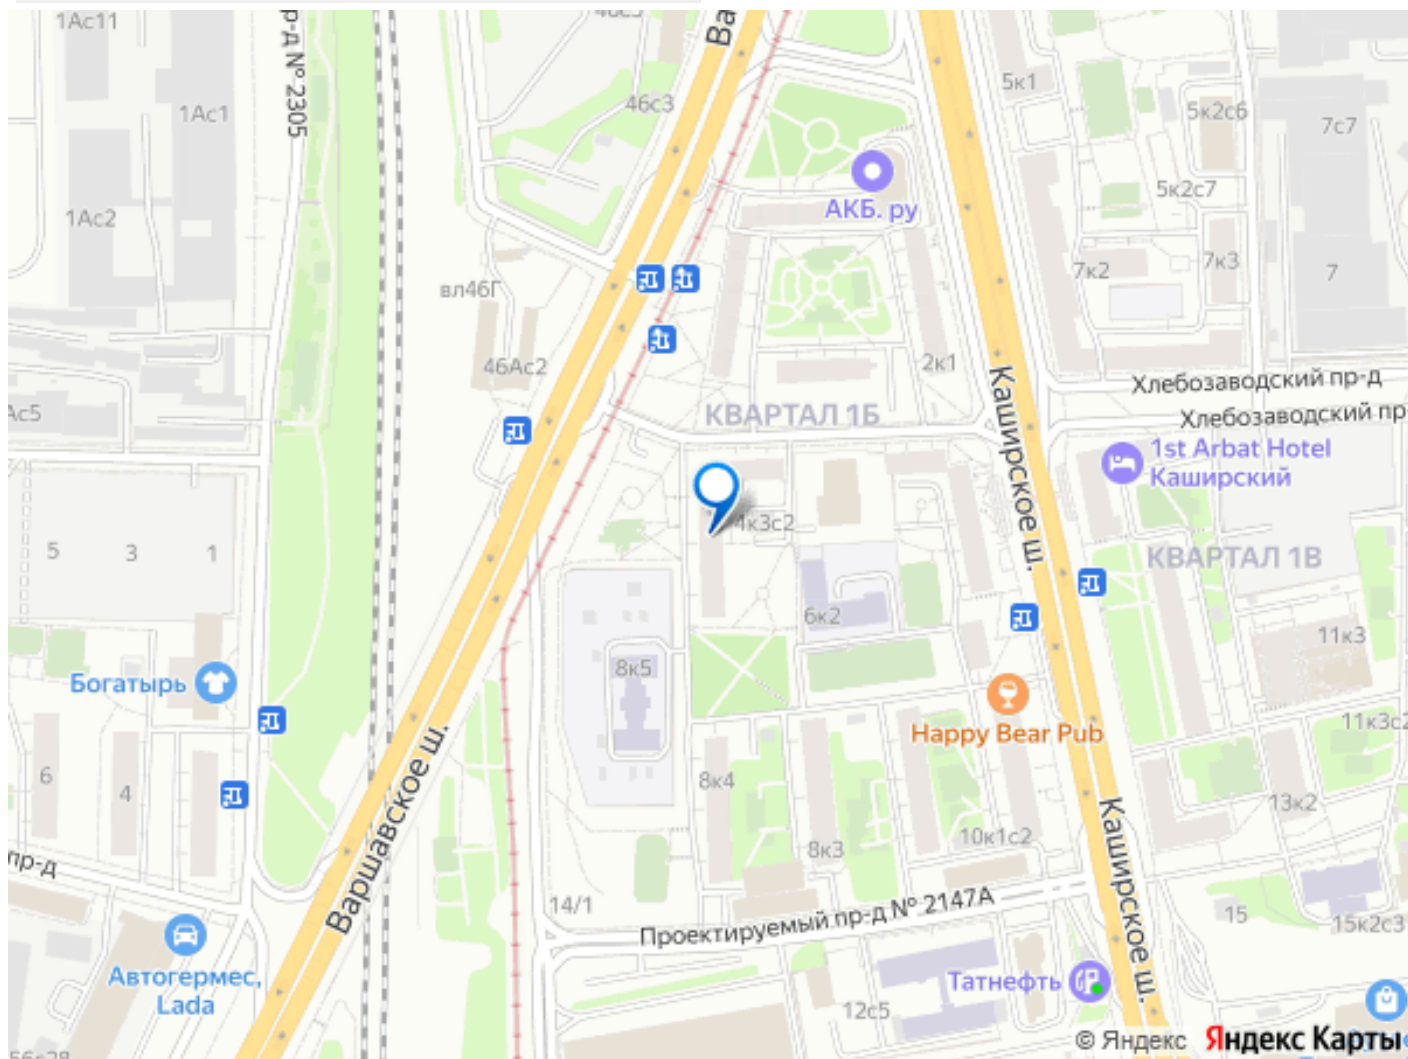 1Ас11
р-д № 2305
46с3
5к1
5к2с6
7с7
1Ас1
АКБ. ру
5к2с7
1Ас2
7к2
7к3
7
вл46Г
46Ас2
2к1
Каширское ш.
Хлебозаводский пр-д
Ас5
КВАРТАЛ 1Б
Хлебозаводский пр-
1st Arbat Hotel
Каширский
4к3с2
5
3
1
КВАРТАЛ 1В
6к2
11к3
8к5
Богатырь
Happy Bear Pub
11к3с2
6
4
8к4
13к2
Варшавское ш.
Каширское ш.
10к1с2
8к3
пр-д
14/1
Проектируемый пр-д № 2147А
15
15к2с3
Автогермес,
Lada
Татнефть
12с5
© Яндекс Яндекс Карты